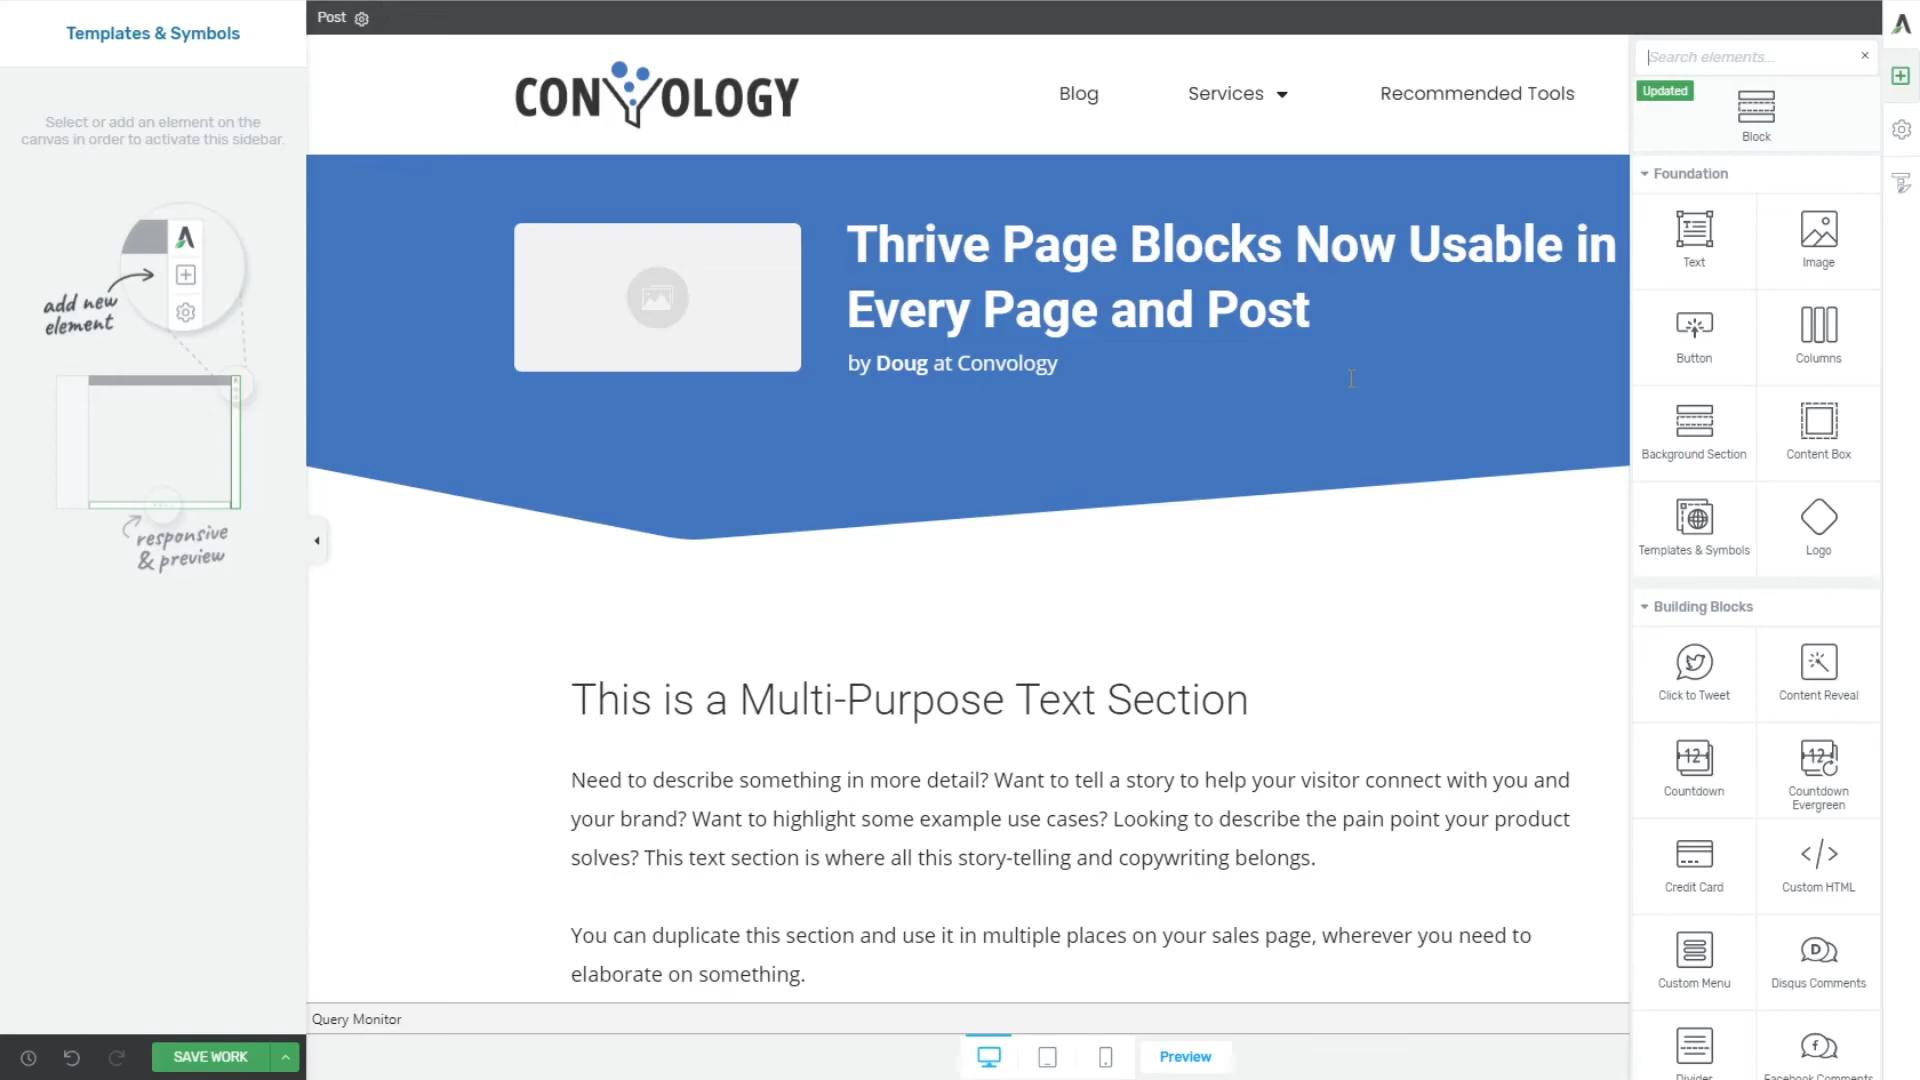 Templates & Symbols
Select or add an element on the
canvas in order to activate this sidebar.
add new
element
responsive
& preview
SAVE WORK
Post
CONVOLOGY
Blog
Services
Recommended Tools
Thrive Page Blocks Now Usable in
Every Page and Post
by Doug at Convology
This is a Multi-Purpose Text Section
Need to describe something in more detail? Want to tell a story to help your visitor connect with you and
your brand? Want to highlight some example use cases? Looking to describe the pain point your product
solves? This text section is where all this story-telling and copywriting belongs.
You can duplicate this section and use it in multiple places on your sales page, wherever you need to
elaborate on something.
Query Monitor
Preview
Search elements...
Updated
Block
Foundation
Text
Image
Button
Columns
Background Section
Content Box
Templates & Symbols
Logo
Building Blocks
Click to Tweet
Content Reveal
12
Countdown
12
Countdown
Evergreen
Credit Card
Custom HTML
Custom Menu
Disqus Comments
Divider
Facebook Comments